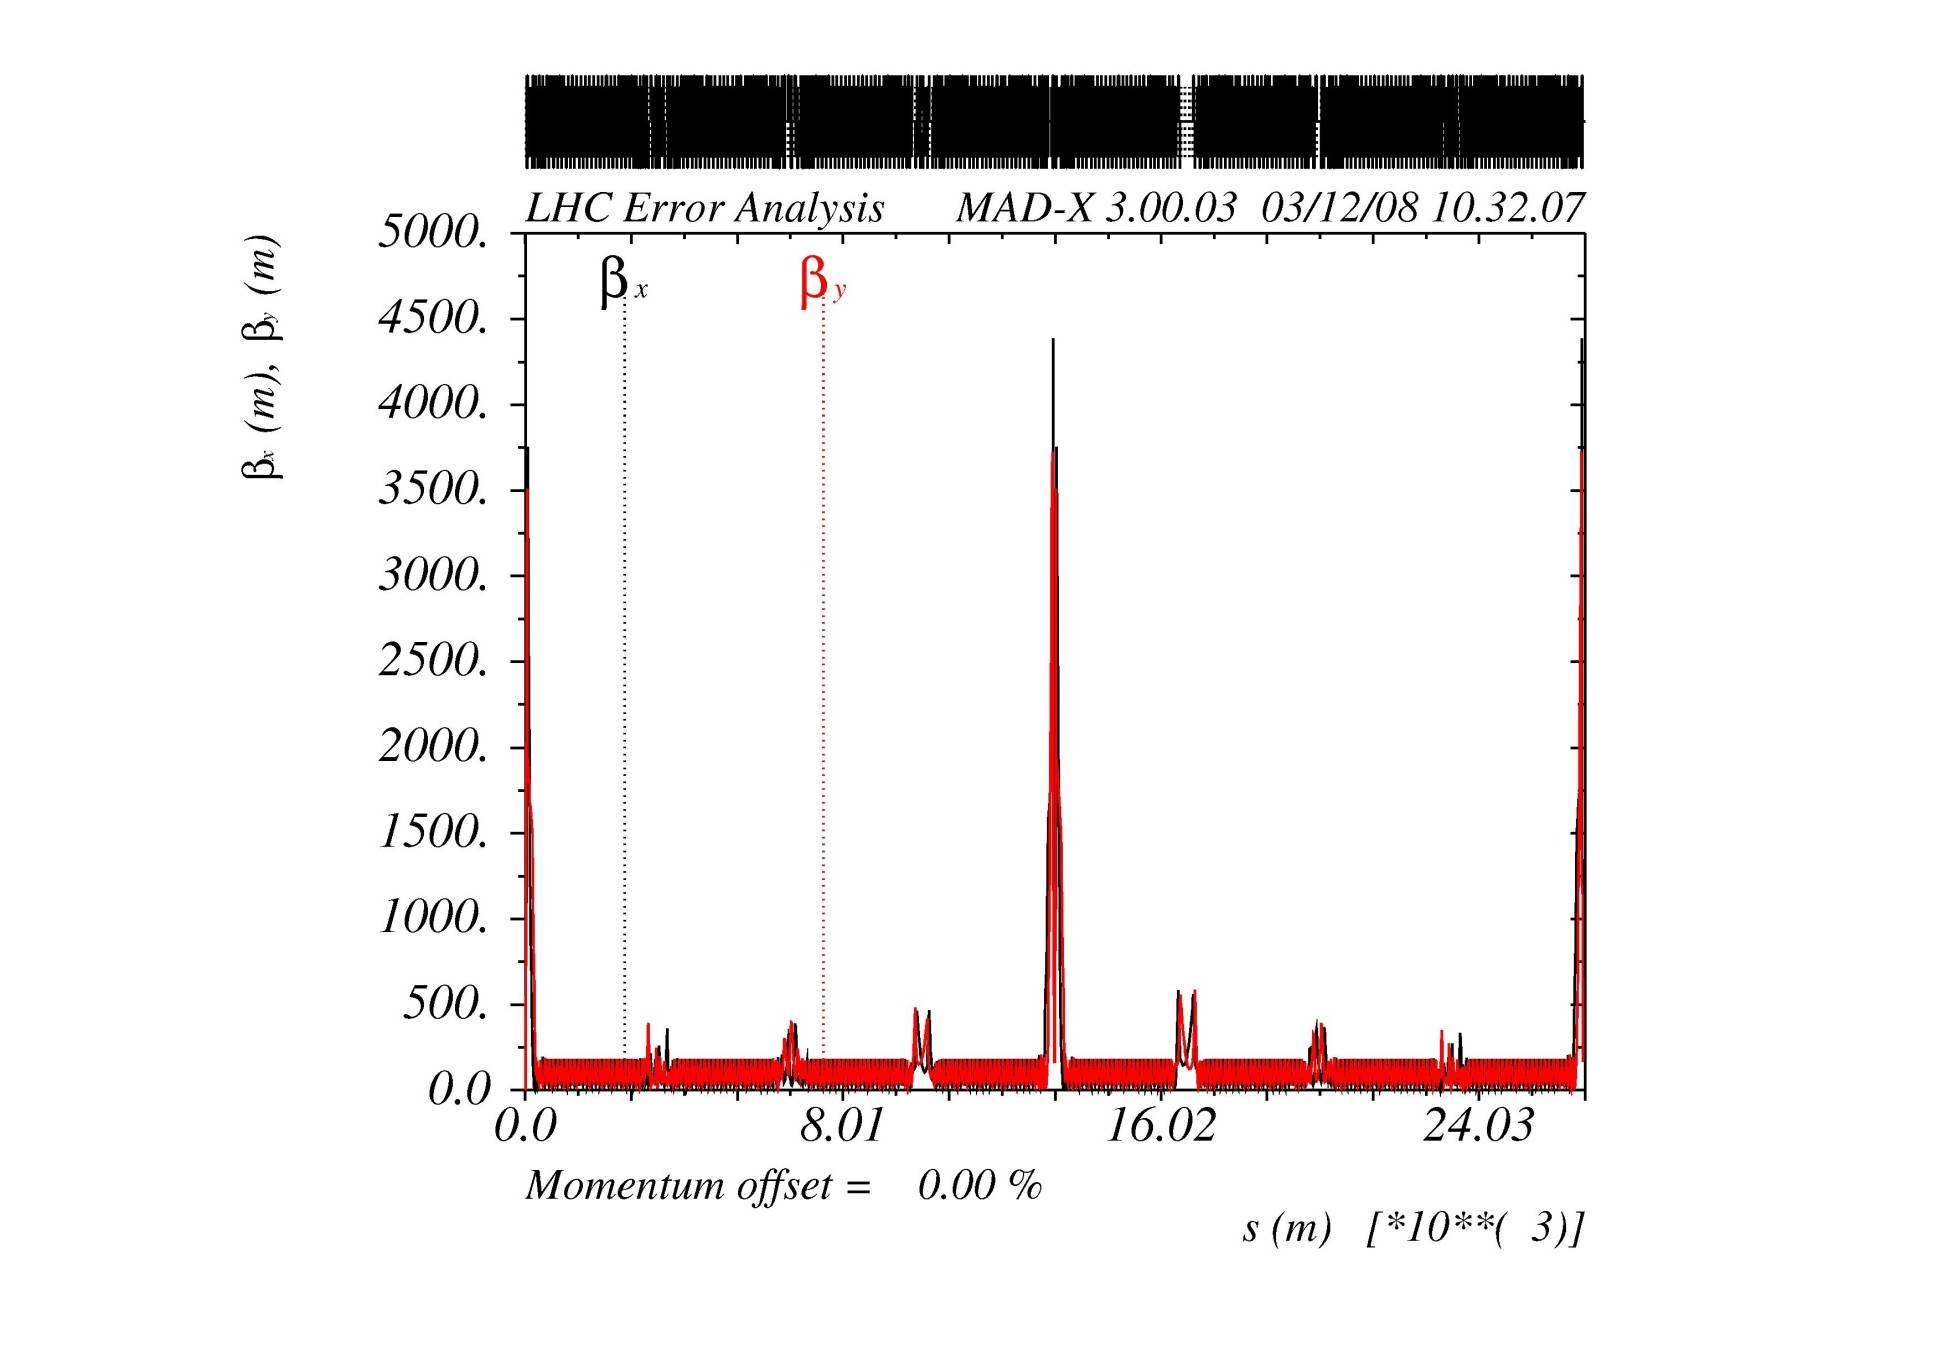 LHC Error Analysis MAD-X 3.00.03 03/12/08 10.32.07
βx (m), βy (m)
5000.
βx βy
4500.
4000.
3500.
3000.
2500.
2000.
1500.
1000.
500.
0.0
0.0 8.01 16.02 24.03
Momentum offset = 0.00 %
s (m) [*10**( 3)]